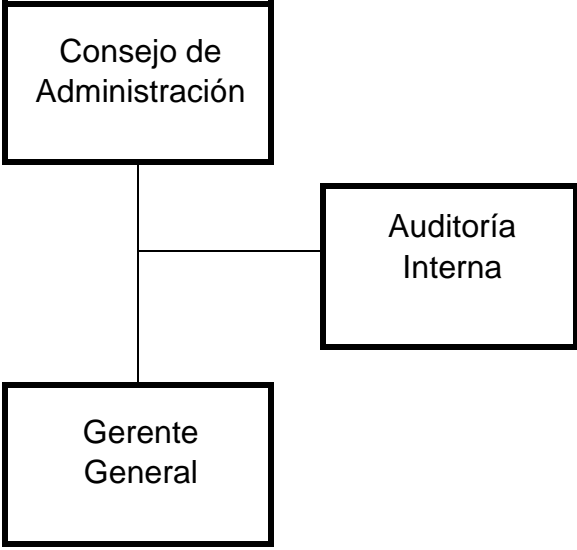 Consejo de
Administración
Auditoría
Interna
Gerente
General